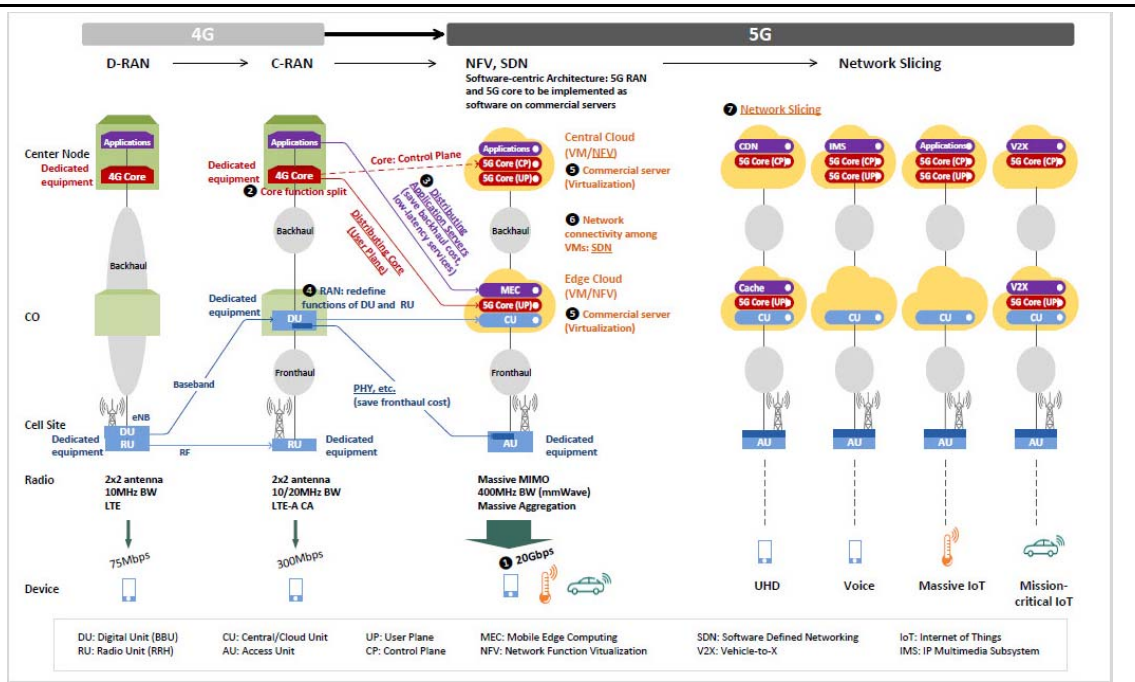 4G
5G
D-RAN
C-RAN
NFV, SDN
Network Slicing
Software-centric Architecture: 5G RAN
and 5G core to be implemented as
software on commercial servers
❼ Network Slicing
Center Node
Dedicated
equipment
Applications
4G Core
Dedicated
equipment
Applications
4G Core
❷ Core function split
Core: Control Plane
Applications
5G Core (CP)
5G Core (UP)
Central Cloud
(VM/NFV)
❺ Commercial server
(Virtualization)
CDN
5G Core (CP)
IMS
5G Core (CP)
5G Core (UP)
Applications
5G Core (CP)
5G Core (UP)
V2X
5G Core (CP)
❸ Distributing
Application Servers
(save backhaul cost,
low-latency services)
Distributing Core
(User Plane)
Backhaul
Backhaul
Backhaul
❻ Network
connectivity among
VMs: SDN
CO
Dedicated
equipment
DU
❹ RAN: redefine
functions of DU and RU
MEC
5G Core (UP)
CU
Edge Cloud
(VM/NFV)
❺ Commercial server
(Virtualization)
Cache
5G Core (UP)
CU
CU
CU
V2X
5G Core (UP)
CU
Baseband
Fronthaul
PHY, etc.
(save fronthaul cost)
Fronthaul
Cell Site
Dedicated
equipment
eNB
DU
RU
RF
RU
Dedicated
equipment
AU
Dedicated
equipment
AU
AU
AU
AU
Radio
2x2 antenna
10MHz BW
LTE
2x2 antenna
10/20MHz BW
LTE-A CA
Massive MIMO
400MHz BW (mmWave)
Massive Aggregation
75Mbps
300Mbps
❶ 20Gbps
Device
UHD
Voice
Massive IoT
Mission-
critical IoT
DU: Digital Unit (BBU)
CU: Central/Cloud Unit
UP: User Plane
MEC: Mobile Edge Computing
SDN: Software Defined Networking
IoT: Internet of Things
RU: Radio Unit (RRH)
AU: Access Unit
CP: Control Plane
NFV: Network Function Vitualization
V2X: Vehicle-to-X
IMS: IP Multimedia Subsystem